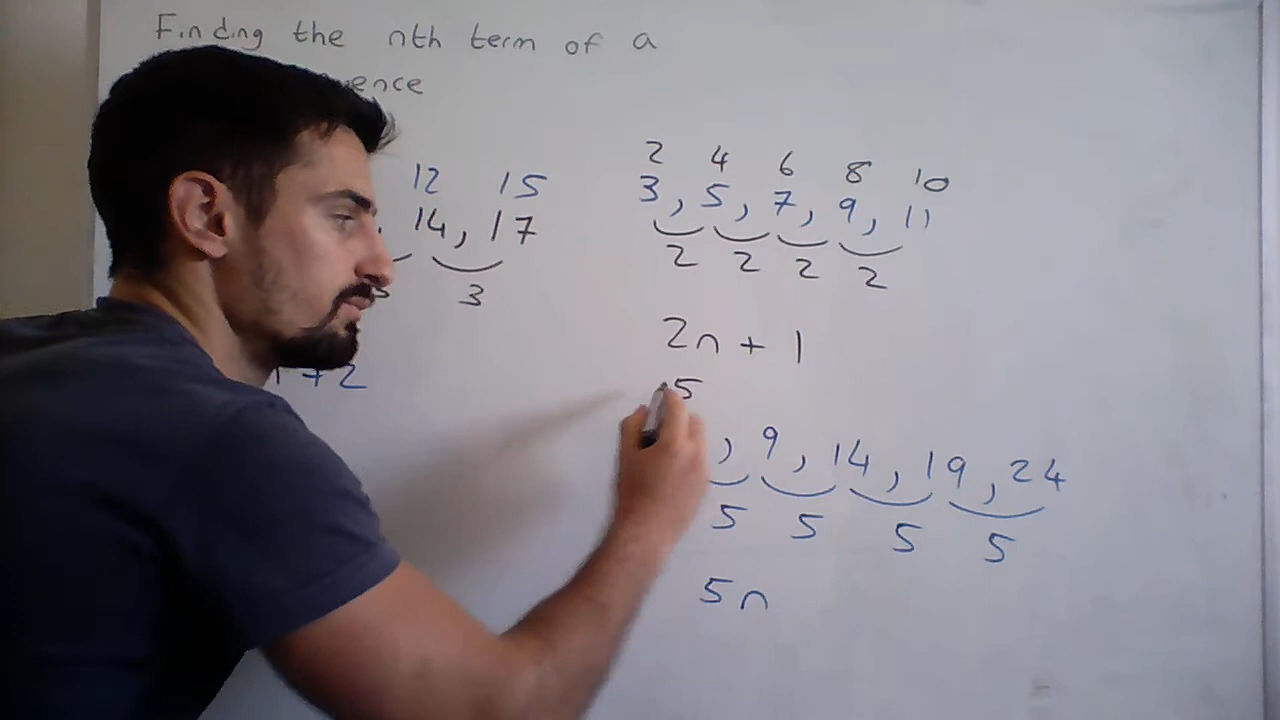 Finding the nth term of a
12 15
14, 17
3
+2
2 4 6 8 10
3, 5, 7, 9, 11
2 2 2 2
2n + 1
5
, 9, 14, 19, 24
5 5 5 5
5n